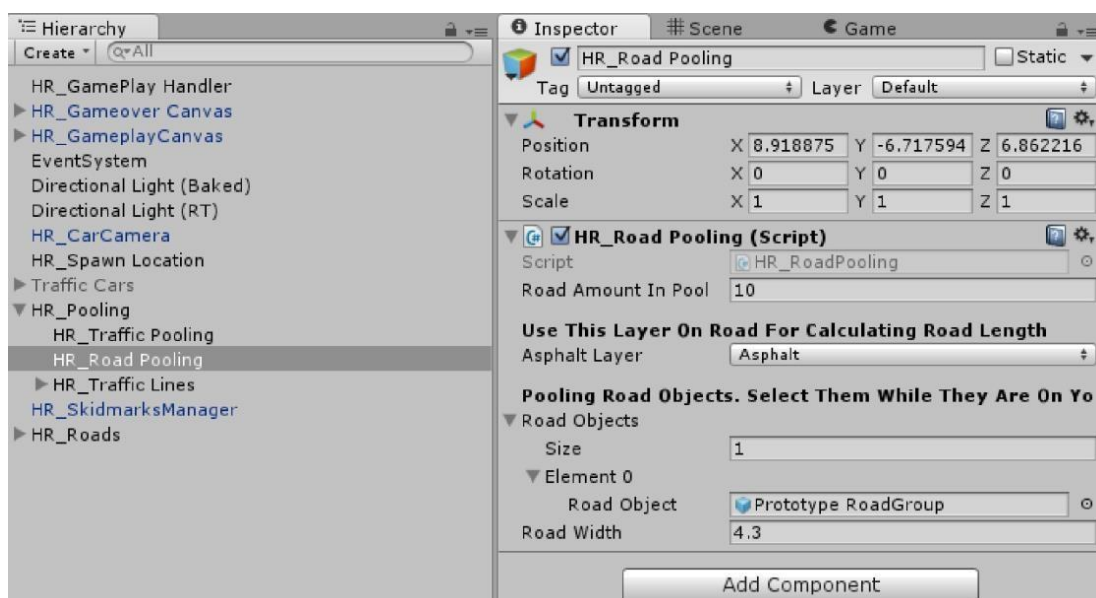 Hierarchy
Create
All
HR_GamePlay Handler
HR_Gameover Canvas
HR_GameplayCanvas
EventSystem
Directional Light (Baked)
Directional Light (RT)
HR_CarCamera
HR_Spawn Location
Traffic Cars
HR_Pooling
HR_Traffic Pooling
HR_Road Pooling
HR_Traffic Lines
HR_SkidmarksManager
HR_Roads
Inspector
Scene
Game
HR_Road Pooling
Static
Tag Untagged Layer Default
Transform
Position X 8.918875 Y -6.717594 Z 6.862216
Rotation X 0 Y 0 Z 0
Scale X 1 Y 1 Z 1
HR_Road Pooling (Script)
Script HR_RoadPooling
Road Amount In Pool 10
Use This Layer On Road For Calculating Road Length
Asphalt Layer Asphalt
Pooling Road Objects. Select Them While They Are On Yo
Road Objects
Size 1
Element 0
Road Object Prototype RoadGroup
Road Width 4.3
Add Component